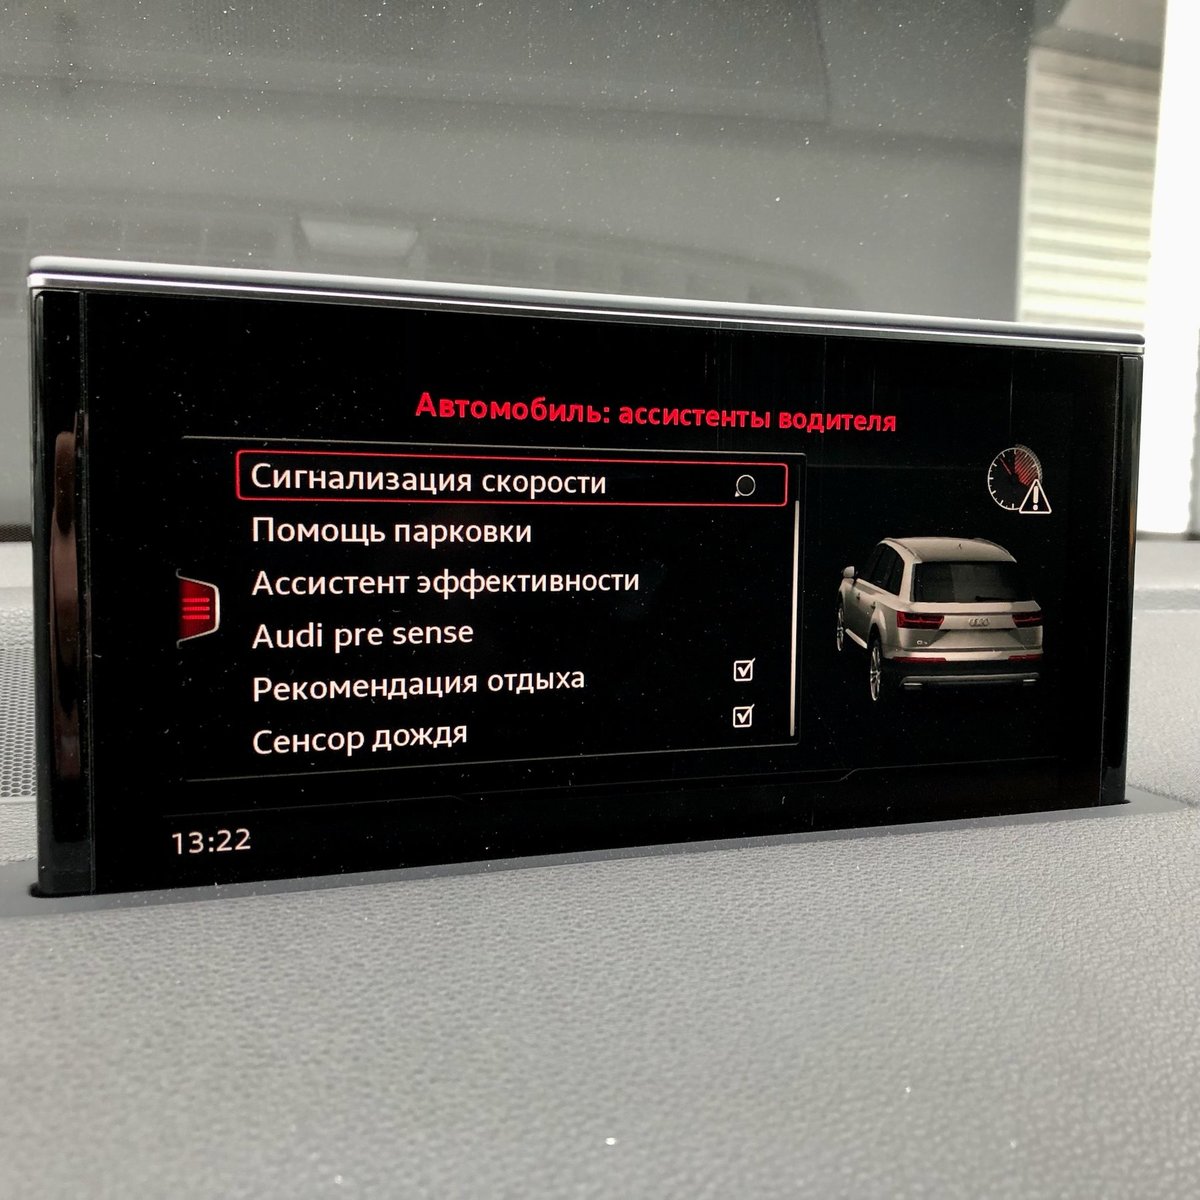 Автомобиль: ассистенты водителя
Сигнализация скорости
Помощь парковки
Ассистент эффективности
Audi pre sense
Рекомендация отдыха
Сенсор дождя
13:22